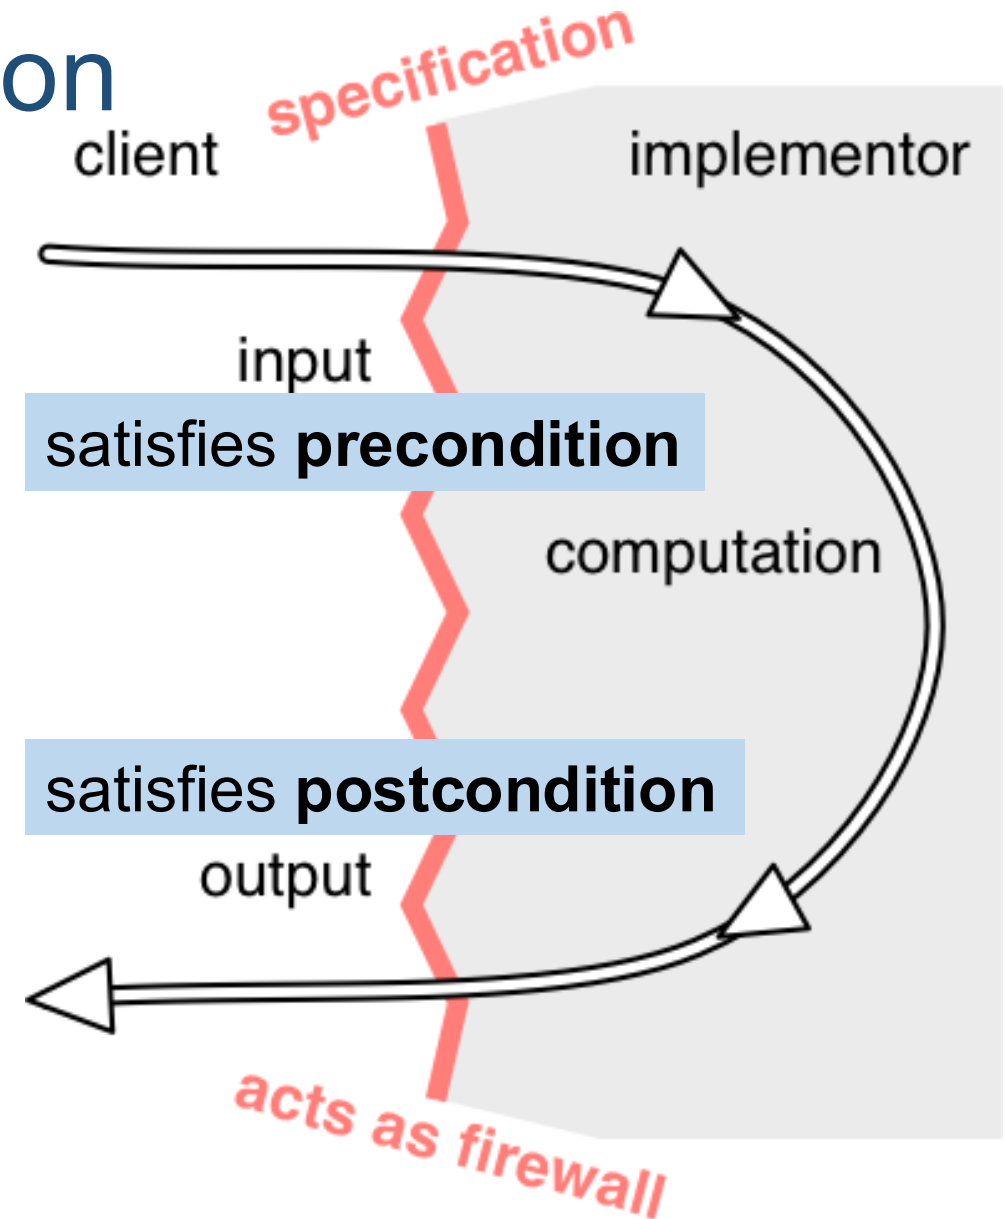 on
specification
client
implementor
input
satisfies precondition
computation
satisfies postcondition
output
acts as firewall